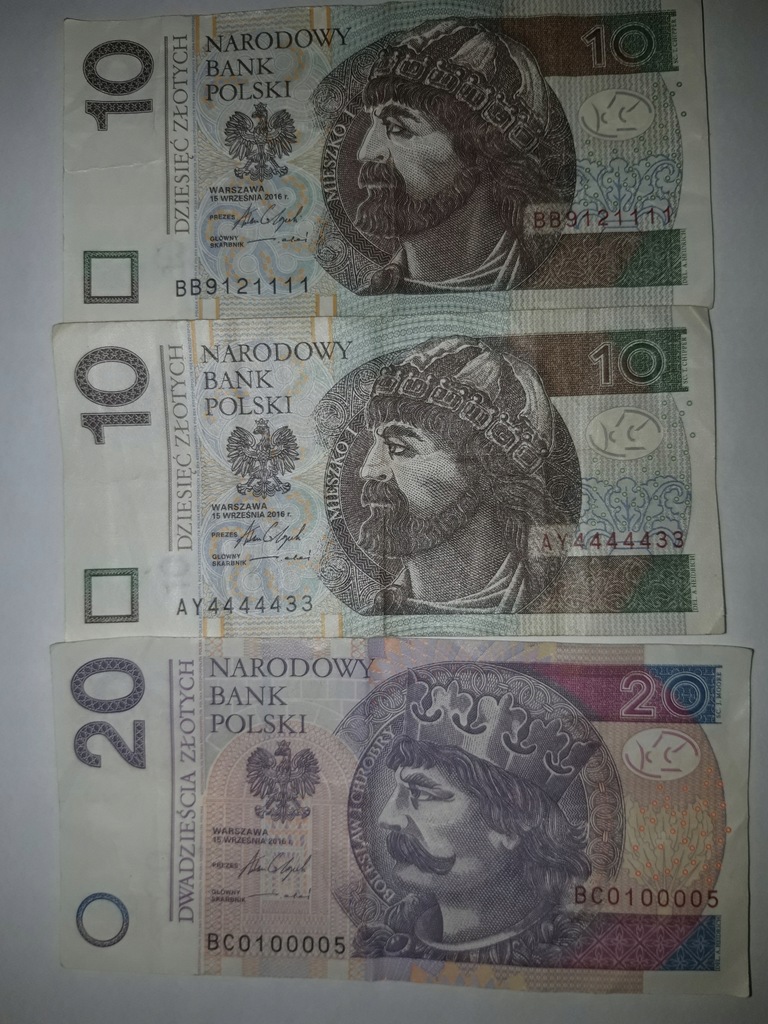 10
DZIESIĘĆ ZŁOTYCH
NARODOWY
BANK
POLSKI
WARSZAWA
15 WRZEŚNIA 2016 r.
PREZES
GŁÓWNY
SKARBNIK
BB9121111
MIESZKO I
10
BB9121111
10
DZIESIĘĆ ZŁOTYCH
NARODOWY
BANK
POLSKI
WARSZAWA
15 WRZEŚNIA 2016 r.
PREZES
GŁÓWNY
SKARBNIK
AY4444433
MIESZKO I
10
AY4444433
20
DWADZIEŚCIA ZŁOTYCH
NARODOWY
BANK
POLSKI
WARSZAWA
15 WRZEŚNIA 2016 r.
PREZES
GŁÓWNY
SKARBNIK
BC0100005
BOLESŁAW I CHROBRY
20
BC0100005